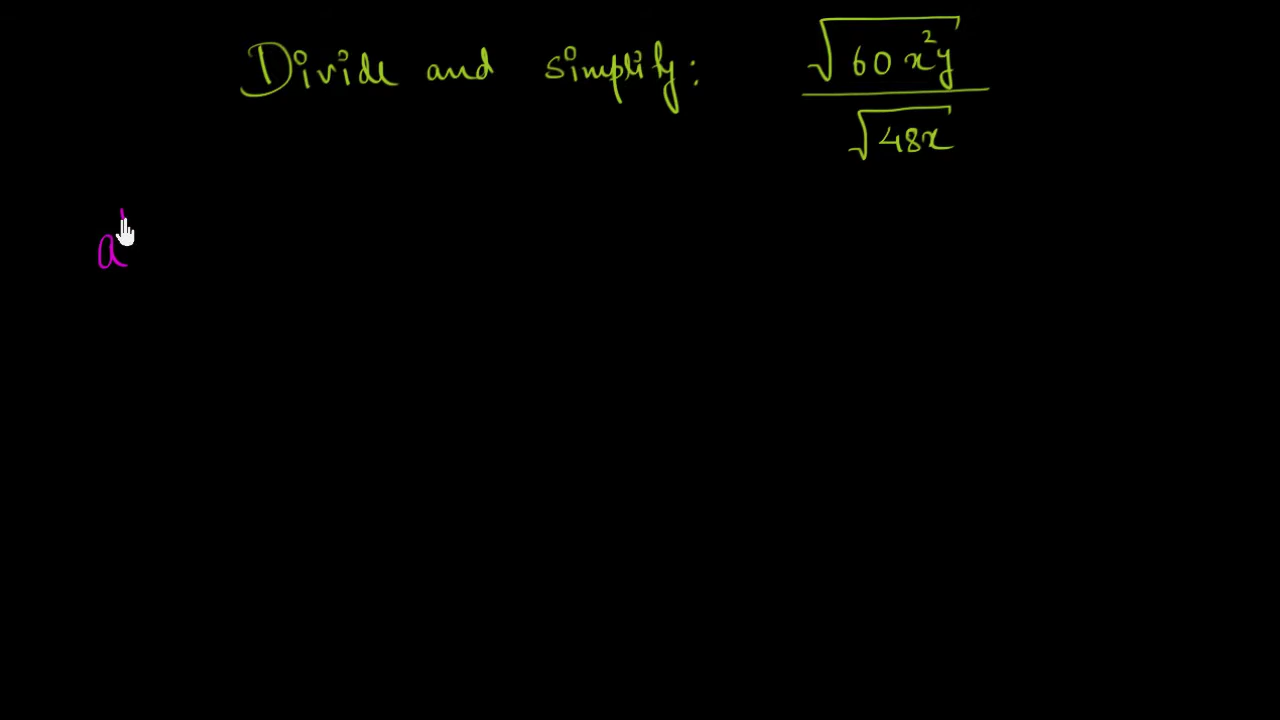 Divide and simplify: √(60x²y) / √(48x)
a